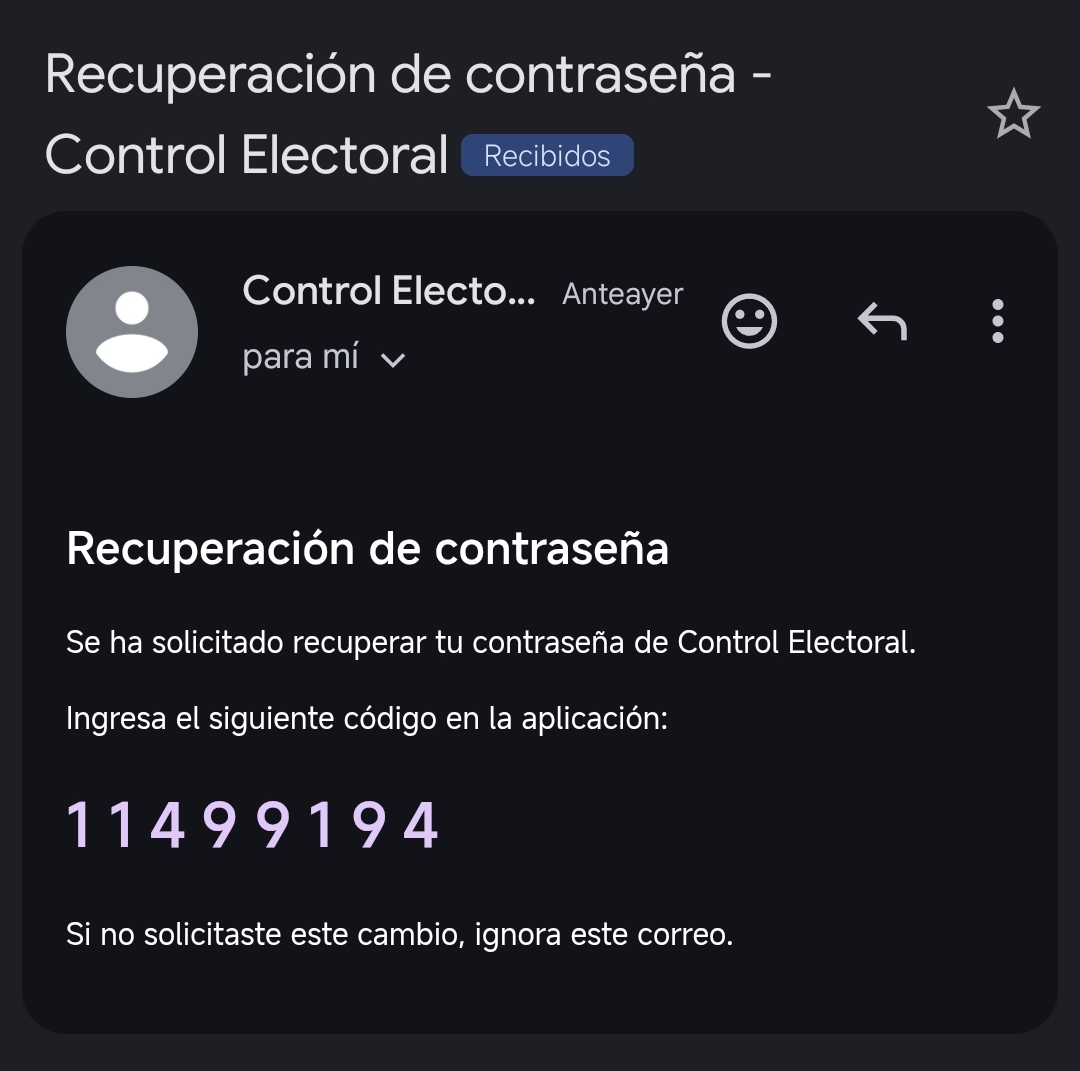 Recuperación de contraseña -
Control Electoral Recibidos
Control Electo... Anteayer
para mí
Recuperación de contraseña
Se ha solicitado recuperar tu contraseña de Control Electoral.
Ingresa el siguiente código en la aplicación:
11499194
Si no solicitaste este cambio, ignora este correo.